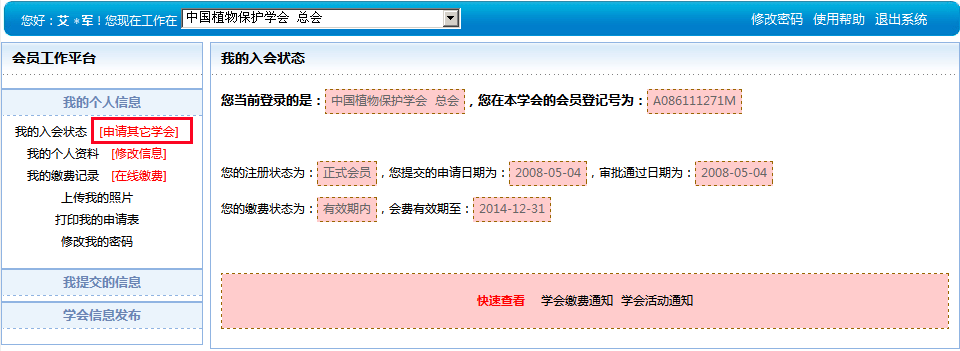 您好：艾 *军！您现在工作在 中国植物保护学会 总会
修改密码 使用帮助 退出系统
会员工作平台
我的个人信息
我的入会状态 [申请其它学会]
我的个人资料 [修改信息]
我的缴费记录 [在线缴费]
上传我的照片
打印我的申请表
修改我的密码
我提交的信息
学会信息发布
我的入会状态
您当前登录的是：中国植物保护学会 总会，您在本学会的会员登记号为：A086111271M
您的注册状态为：正式会员，您提交的申请日期为：2008-05-04，审批通过日期为：2008-05-04
您的缴费状态为：有效期内，会费有效期至：2014-12-31
快速查看 学会缴费通知 学会活动通知